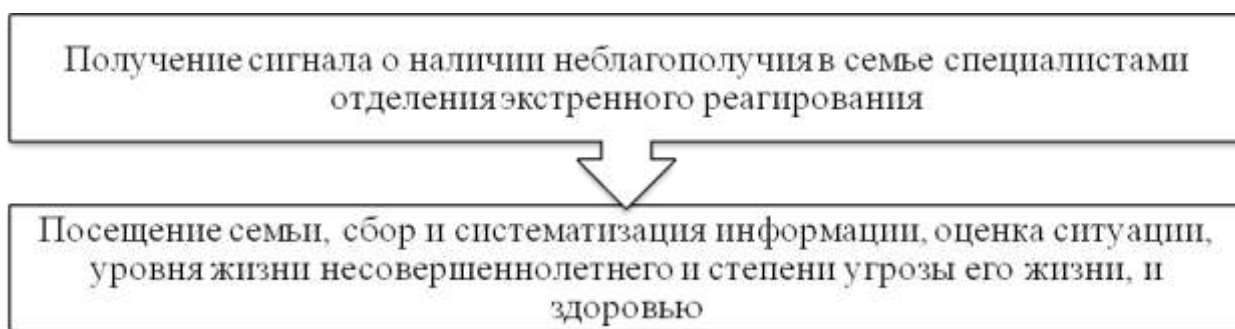 Получение сигнала о наличии неблагополучия в семье специалистами
отделения экстренного реагирования
Посещение семьи, сбор и систематизация информации, оценка ситуации,
уровня жизни несовершеннолетнего и степени угрозы его жизни, и
здоровью